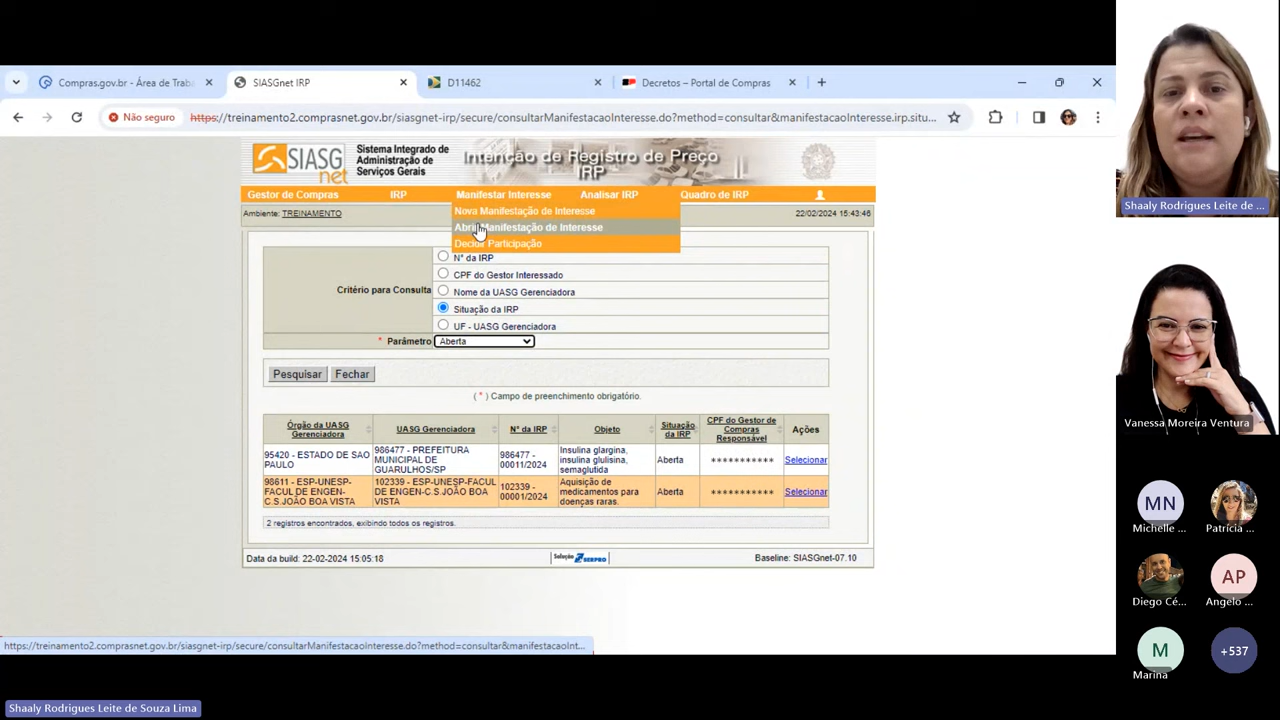 Compras.gov.br - Área de Trab
SIASGnet IRP
D11462
Decretos – Portal de Compras
Não seguro
https://treinamento2.comprasnet.gov.br/siasgnet-irp/secure/consultarManifestacaoInteresse.do?method=consultar&manifestacaoInteresse.irp.situ...
SIASG
net
Sistema Integrado de
Administração de
Serviços Gerais
Intenção de Registro de Preço
IRP
Gestor de Compras IRP Manifestar Interesse Analisar IRP Quadro de IRP
Nova Manifestação de Interesse
Abrir Manifestação de Interesse
Decidir Participação
Ambiente: TREINAMENTO
22/02/2024 15:43:46
Critério para Consulta
N° da IRP
CPF do Gestor Interessado
Nome da UASG Gerenciadora
Situação da IRP
UF - UASG Gerenciadora
* Parâmetro Aberta
Pesquisar Fechar
( * ) Campo de preenchimento obrigatório.
Órgão da UASG Gerenciadora UASG Gerenciadora N° da IRP Objeto Situação da IRP CPF do Gestor de Compras Responsável Ações
95420 - ESTADO DE SAO PAULO 986477 - PREFEITURA MUNICIPAL DE GUARULHOS/SP 986477 - 00011/2024 Insulina glargina, insulina glulisina, semaglutida Aberta *********** Selecionar
98611 - ESP-UNESP-FACUL DE ENGEN-C.S.JOÃO BOA VISTA 102339 - ESP-UNESP-FACUL DE ENGEN-C.S.JOÃO BOA VISTA 102339 - 00001/2024 Aquisição de medicamentos para doenças raras. Aberta *********** Selecionar
2 registros encontrados, exibindo todos os registros.
Data da build: 22-02-2024 15:05:18
Solução SERPRO
Baseline: SIASGnet-07.10
https://treinamento2.comprasnet.gov.br/siasgnet-irp/secure/consultarManifestacaoInteresse.do?method=consultar&manifestacaoInt...
Shaaly Rodrigues Leite de Souza Lima
Shaaly Rodrigues Leite de ...
Vanessa Moreira Ventura
MN
Michelle ...
Patrícia ...
Diego Cé...
AP
Angelo ...
M
Marina
+537